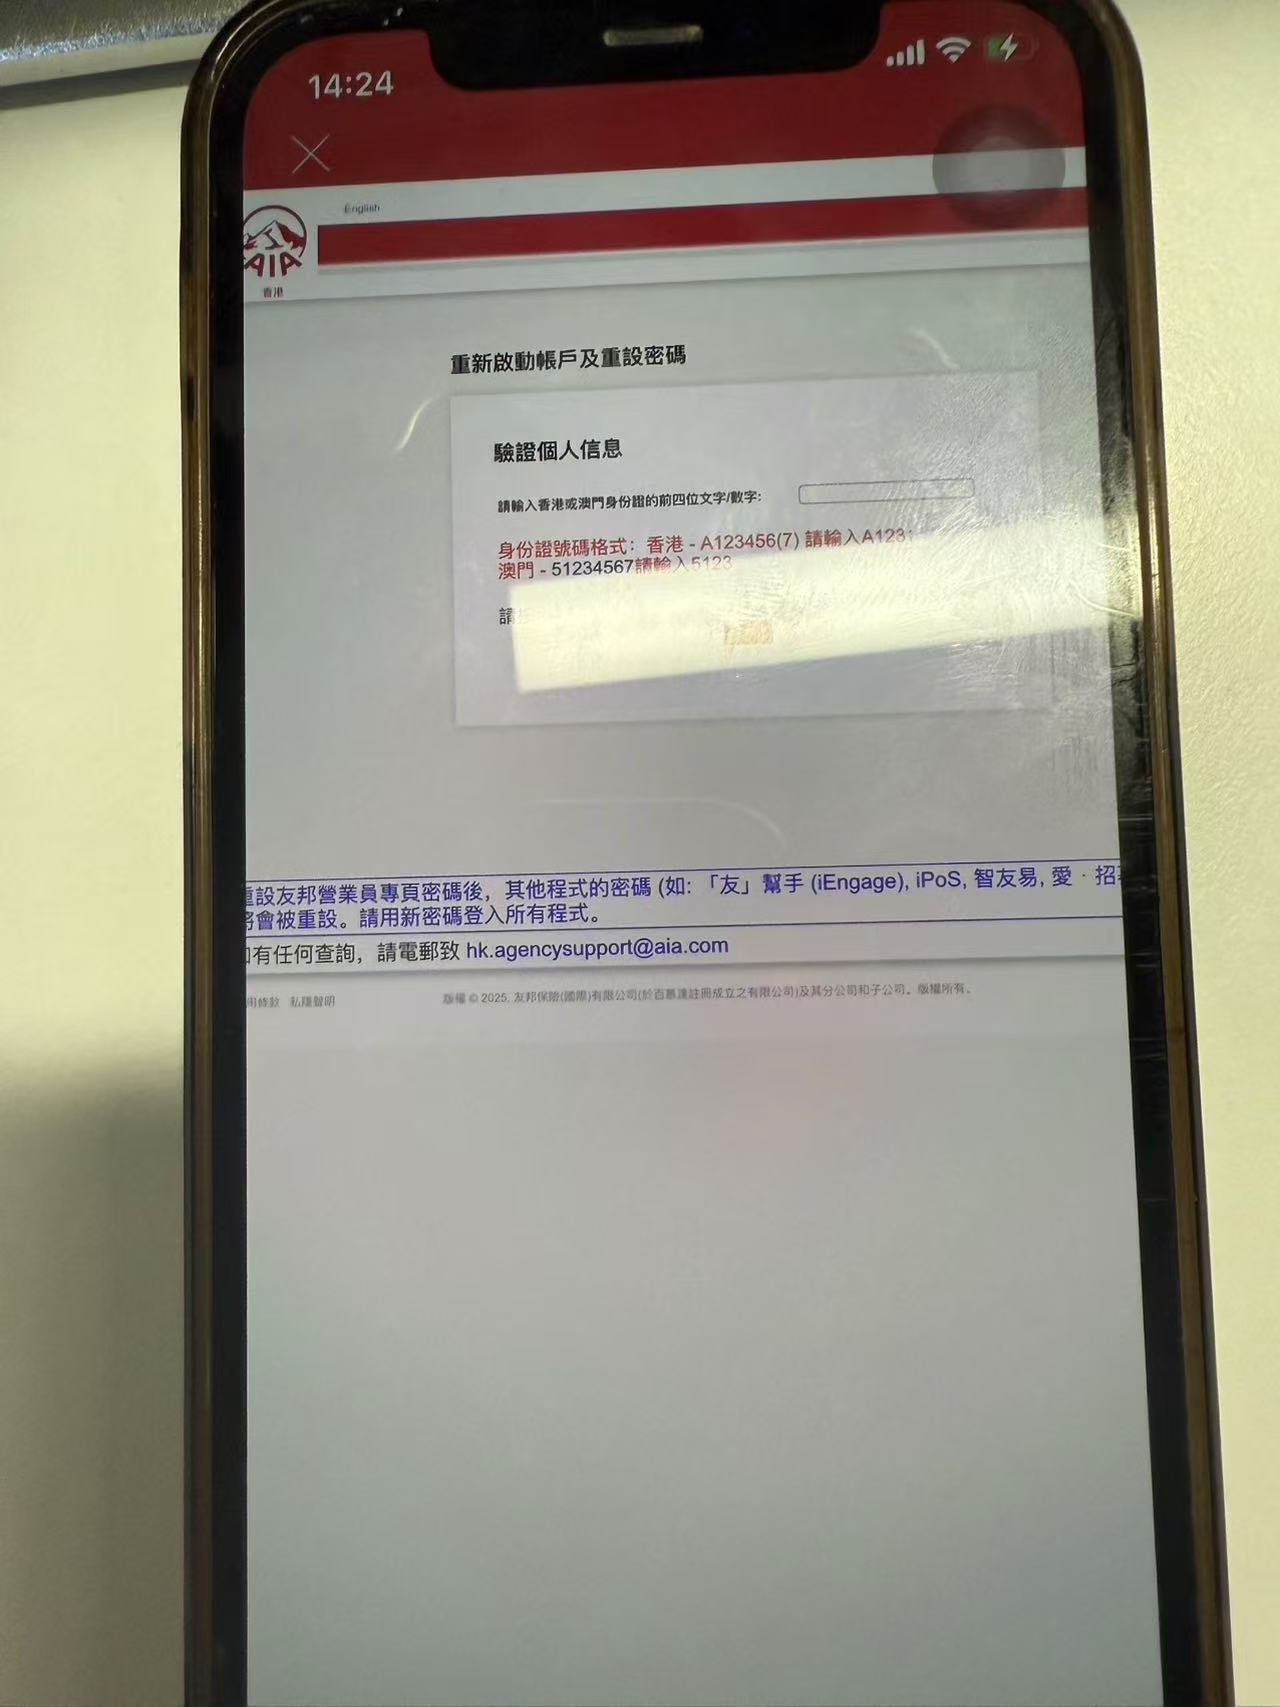 14:24
English
AIA
香港
重新啟動帳戶及重設密碼
驗證個人信息
請輸入香港或澳門身份證的前四位文字/數字:
身份證號碼格式：香港 - A123456(7) 請輸入A123;
澳門 - 51234567請輸入5123
請
重設友邦營業員專頁密碼後，其他程式的密碼 (如: 「友」幫手 (iEngage), iPoS, 智友易, 愛 · 招
將會被重設。請用新密碼登入所有程式。
如有任何查詢，請電郵致 hk.agencysupport@aia.com
用條款 私隱聲明
版權 © 2025, 友邦保險(國際)有限公司(於百慕達註冊成立之有限公司)及其分公司和子公司。版權所有。